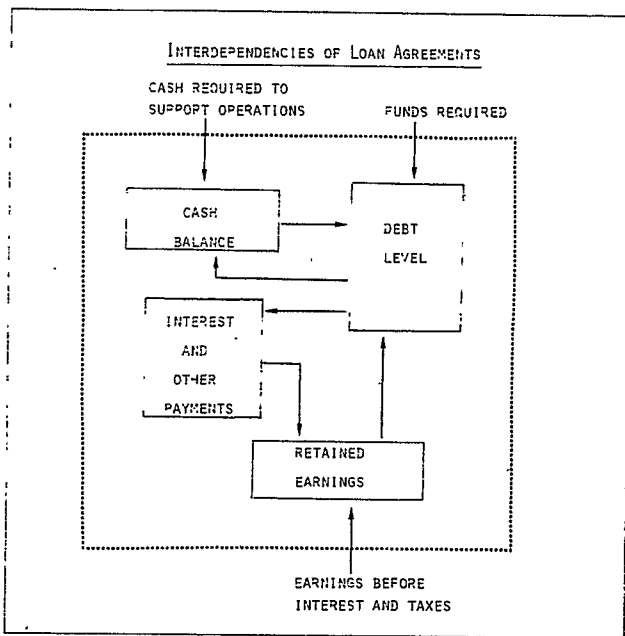 INTERDEPENDENCIES OF LOAN AGREEMENTS
CASH REQUIRED TO
SUPPORT OPERATIONS
FUNDS REQUIRED
CASH
BALANCE
DEBT
LEVEL
INTEREST
AND
OTHER
PAYMENTS
RETAINED
EARNINGS
EARNINGS BEFORE
INTEREST AND TAXES